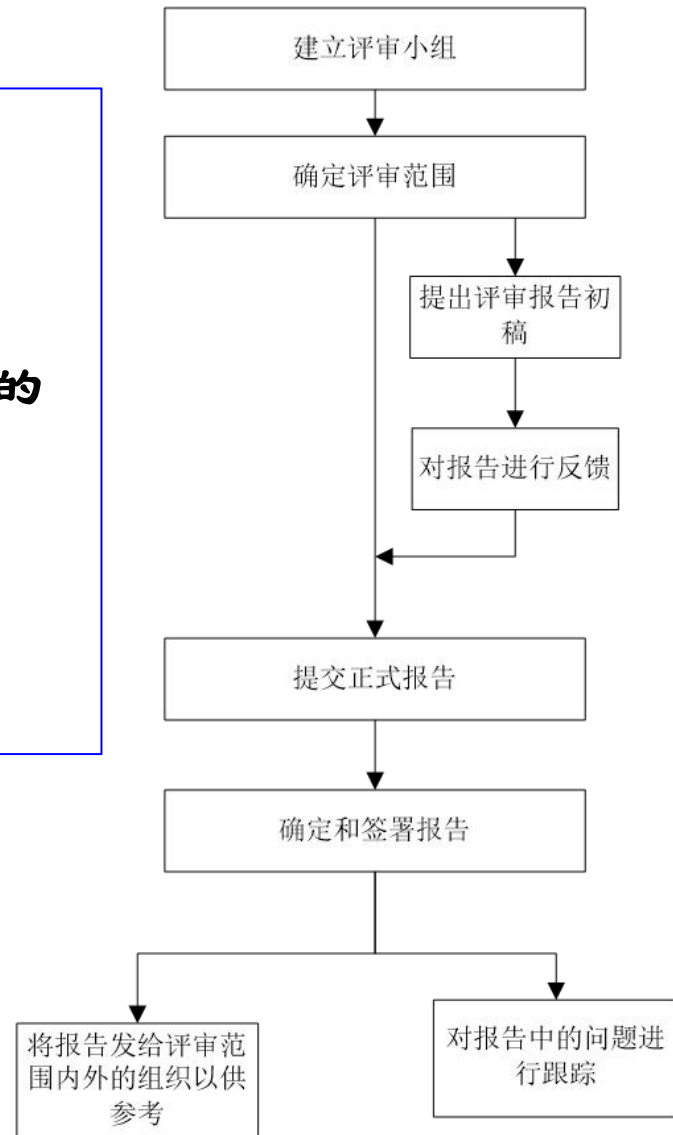 建立评审小组
确定评审范围
提出评审报告初
稿
的
对报告进行反馈
提交正式报告
确定和签署报告
将报告发给评审范
围内外的组织以供
参考
对报告中的问题进
行跟踪